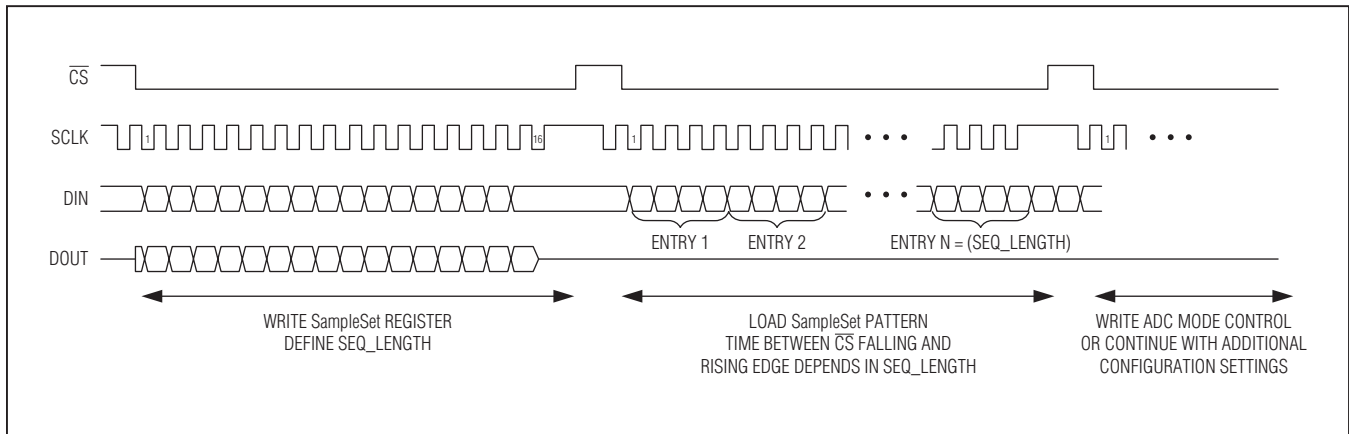 C̅S̅
SCLK
1
16
1
• • •
1
• • •
DIN
• • •
ENTRY 1
ENTRY 2
ENTRY N = (SEQ_LENGTH)
DOUT
WRITE SampleSet REGISTER
DEFINE SEQ_LENGTH
LOAD SampleSet PATTERN
TIME BETWEEN C̅S̅ FALLING AND
RISING EDGE DEPENDS IN SEQ_LENGTH
WRITE ADC MODE CONTROL
OR CONTINUE WITH ADDITIONAL
CONFIGURATION SETTINGS